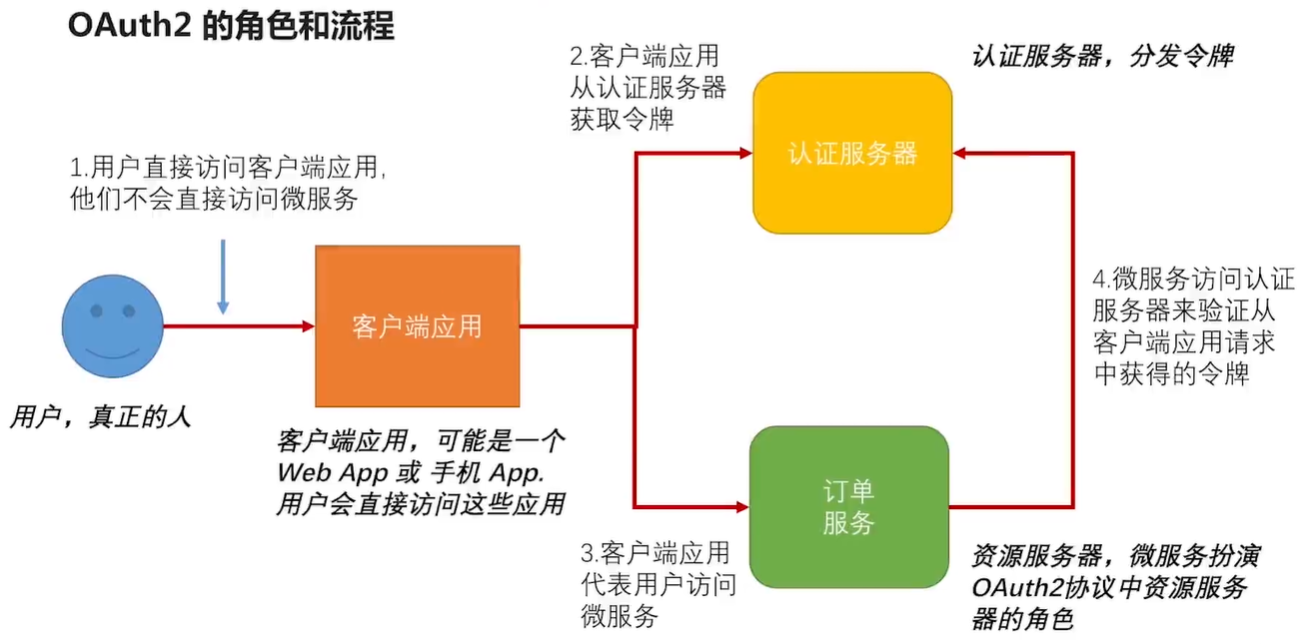 OAuth2 的角色和流程
1.用户直接访问客户端应用,
他们不会直接访问微服务
用户，真正的人
客户端应用
客户端应用，可能是一个
Web App 或 手机 App.
用户会直接访问这些应用
2.客户端应用
从认证服务器
获取令牌
认证服务器，分发令牌
认证服务器
3.客户端应用
代表用户访问
微服务
订单
服务
4.微服务访问认证
服务器来验证从
客户端应用请求
中获得的令牌
资源服务器，微服务扮演
OAuth2协议中资源服务
器的角色